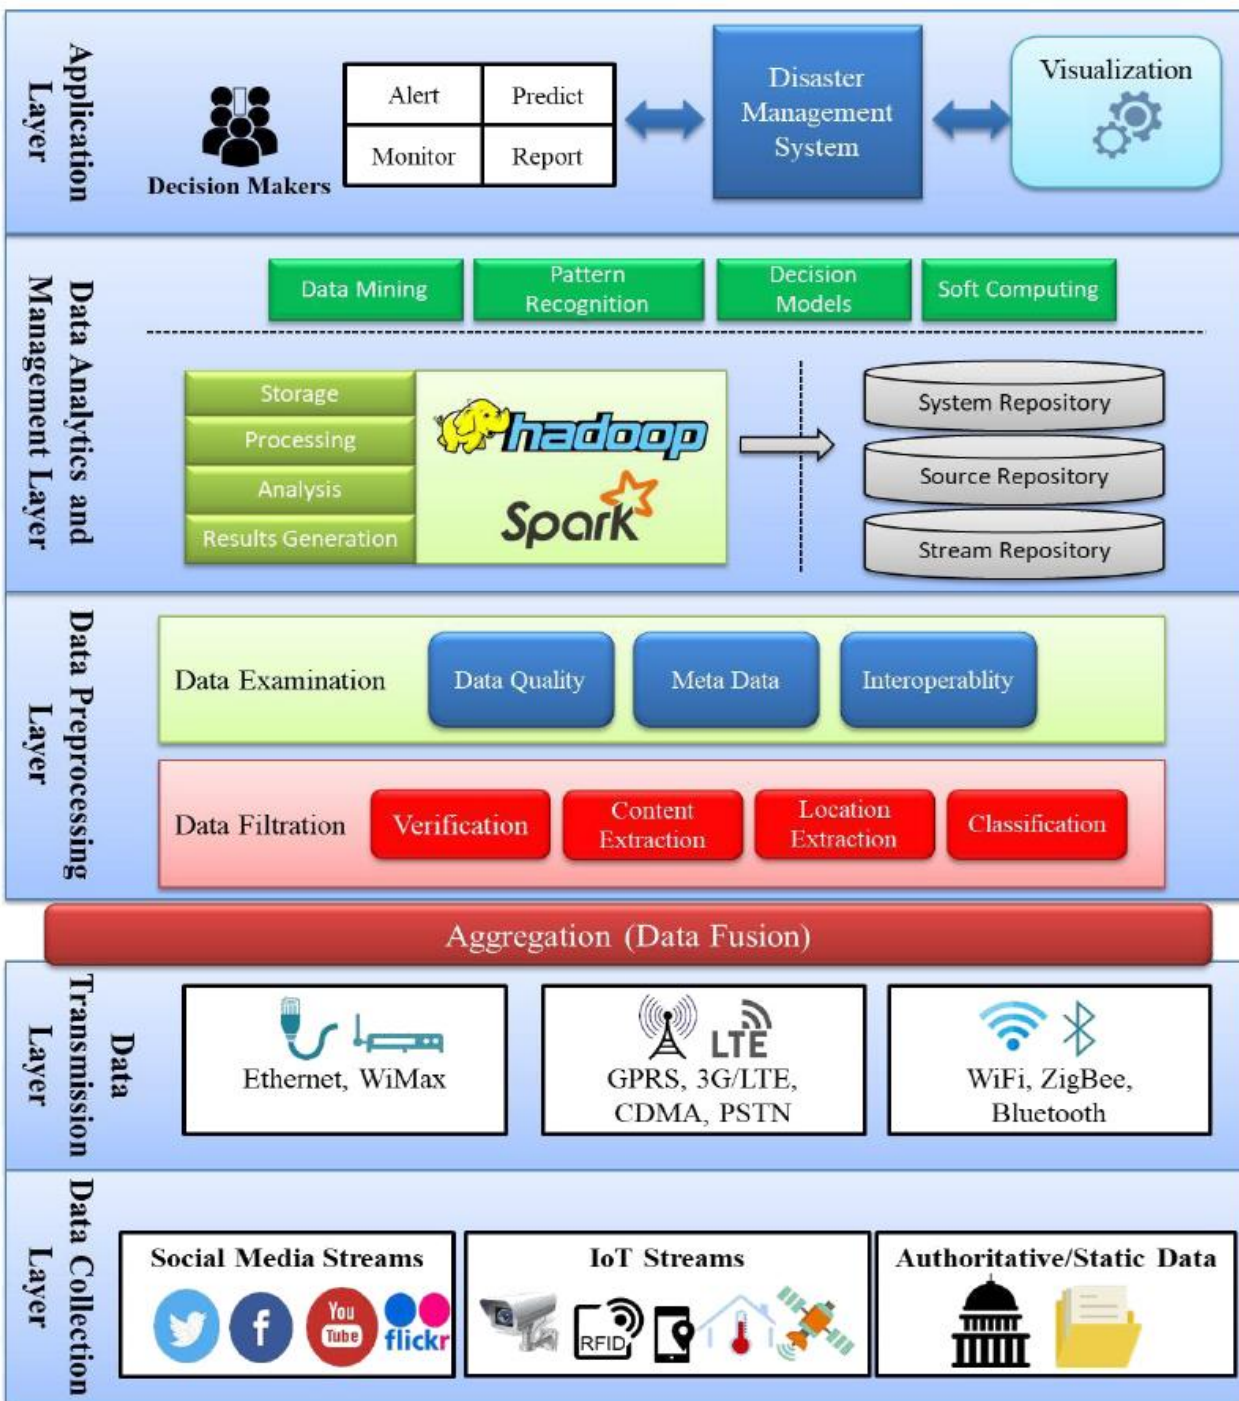 Application
Layer
Decision Makers
Alert
Predict
Monitor
Report
Disaster
Management
System
Visualization
Data Analytics and
Management Layer
Data Mining
Pattern
Recognition
Decision
Models
Soft Computing
Storage
Processing
Analysis
Results Generation
hadoop
Spark
System Repository
Source Repository
Stream Repository
Data Preprocessing
Layer
Data Examination
Data Quality
Meta Data
Interoperablity
Data Filtration
Verification
Content
Extraction
Location
Extraction
Classification
Aggregation (Data Fusion)
Data
Transmission
Layer
Ethernet, WiMax
LTE
GPRS, 3G/LTE,
CDMA, PSTN
WiFi, ZigBee,
Bluetooth
Data Collection
Layer
Social Media Streams
f
You
Tube
flickr
IoT Streams
RFID
Authoritative/Static Data